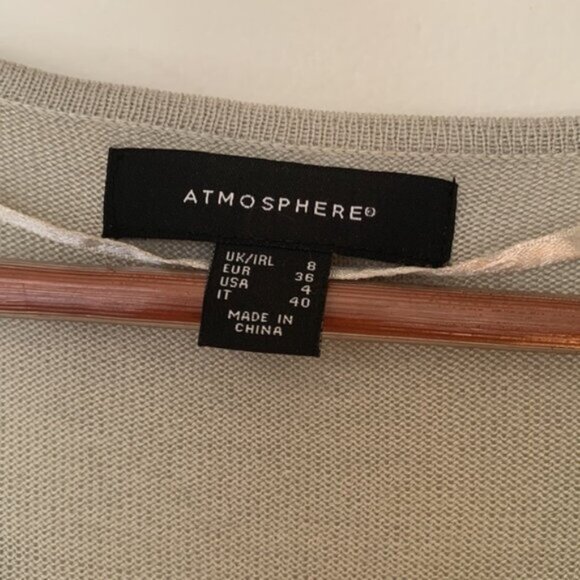 ATMOSPHERE®
UK/IRL 8
EUR 36
USA 4
IT 40
MADE IN
CHINA